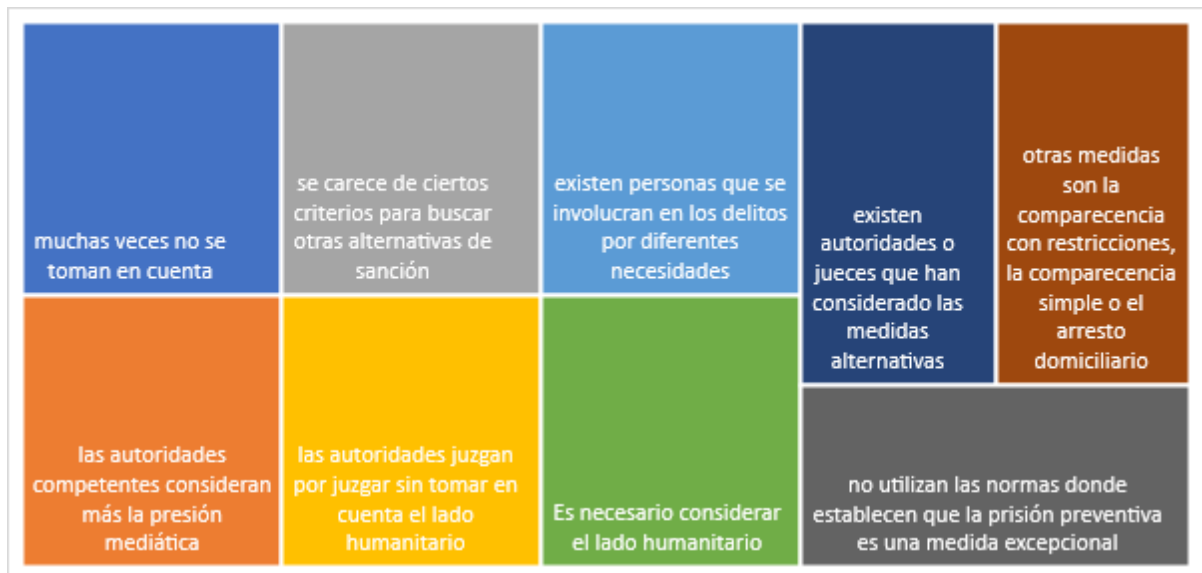 muchas veces no se
toman en cuenta
las autoridades
competentes consideran
más la presión
mediática
se carece de ciertos
criterios para buscar
otras alternativas de
sanción
las autoridades juzgan
por juzgar sin tomar en
cuenta el lado
humanitario
existen personas que se
involucran en los delitos
por diferentes
necesidades
Es necesario considerar
el lado humanitario
existen
autoridades o
jueces que han
considerado las
medidas
alternativas
otras medidas
son la
comparecencia
con restricciones,
la comparecencia
simple o el
arresto
domiciliario
no utilizan las normas donde
establecen que la prisión preventiva
es una medida excepcional